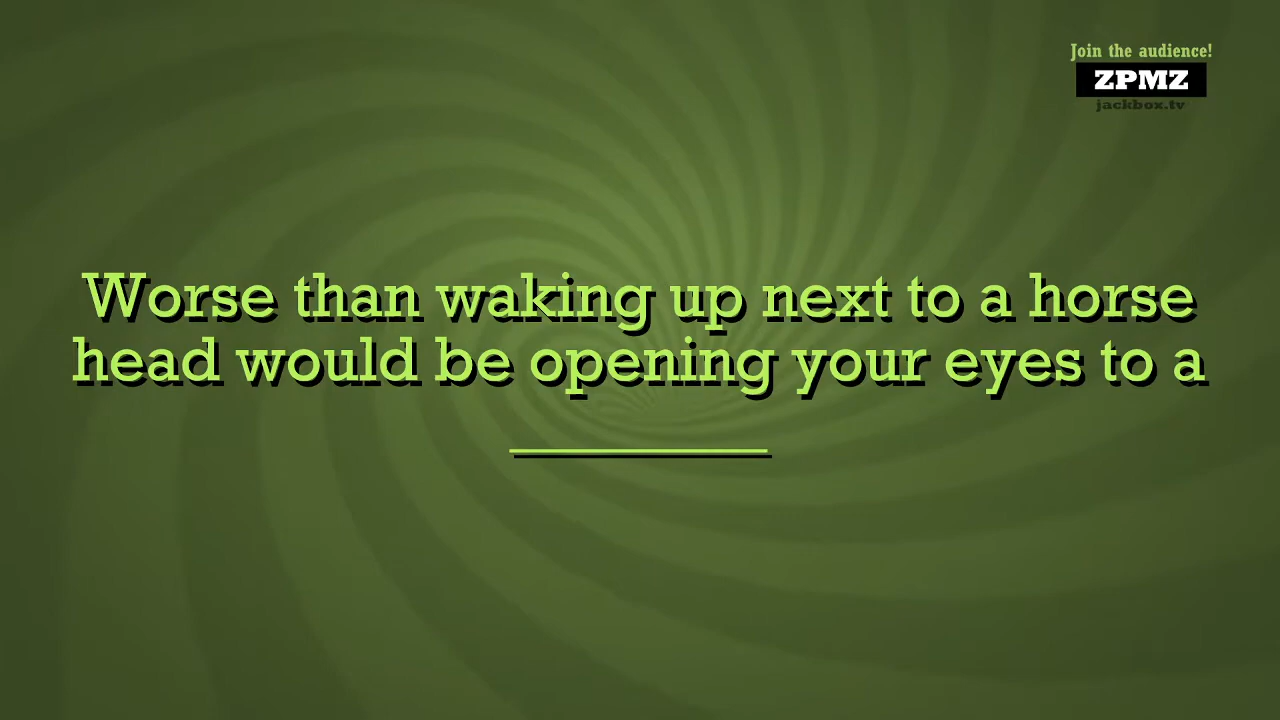 Join the audience!
ZPMZ
jackbox.tv
Worse than waking up next to a horse
head would be opening your eyes to a
__________